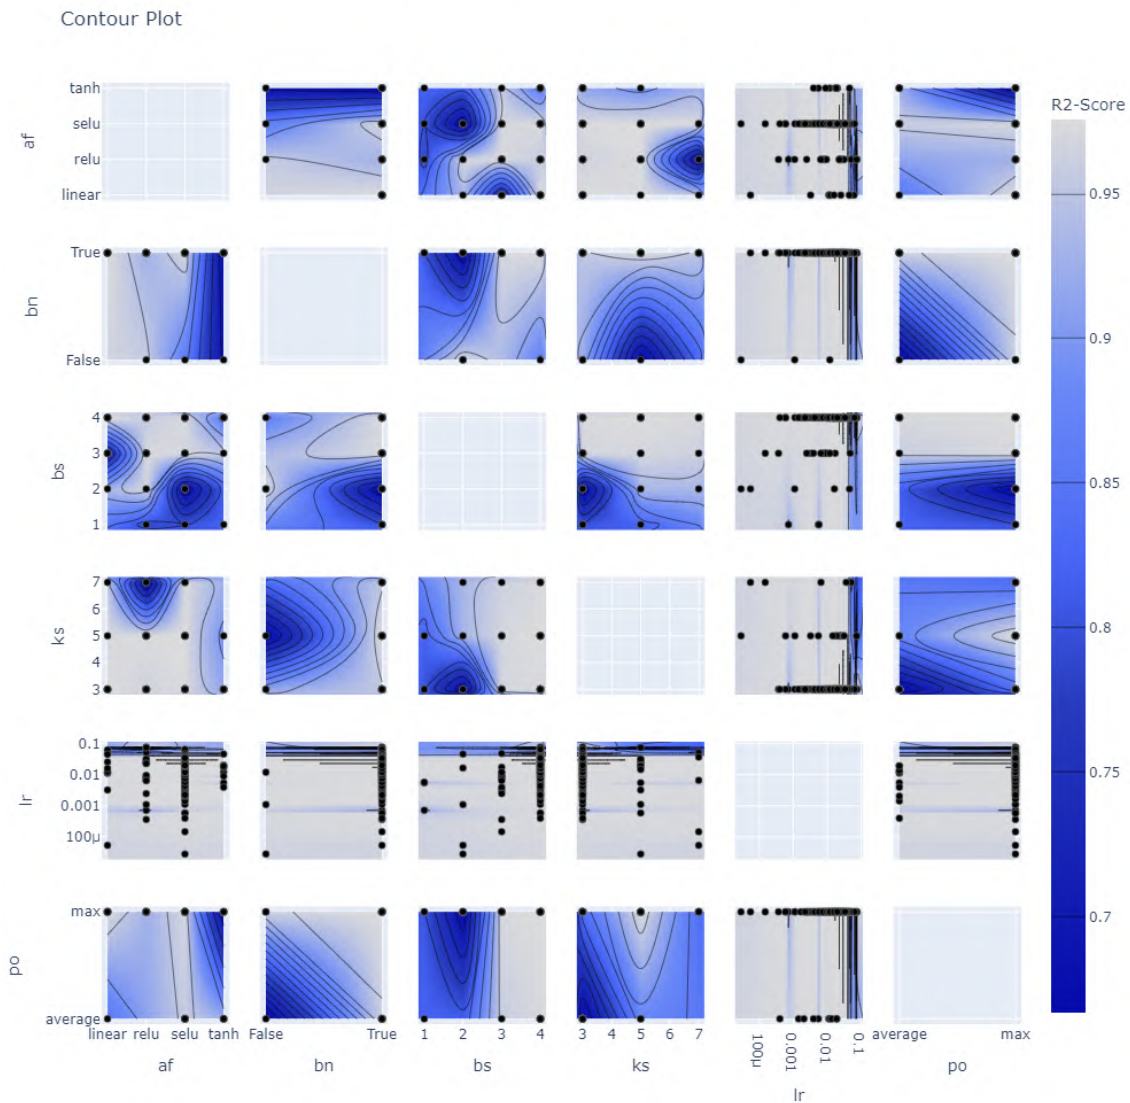 Contour Plot
R2-Score
af
tanh
selu
relu
linear
bn
True
False
bs
4
3
2
1
ks
7
6
5
4
3
lr
0.1
0.01
0.001
100μ
po
max
average
linear relu selu tanh
False True
1 2 3 4
3 4 5 6 7
100μ 0.001 0.01 0.1
average max
af bn bs ks lr po
0.95
0.9
0.85
0.8
0.75
0.7